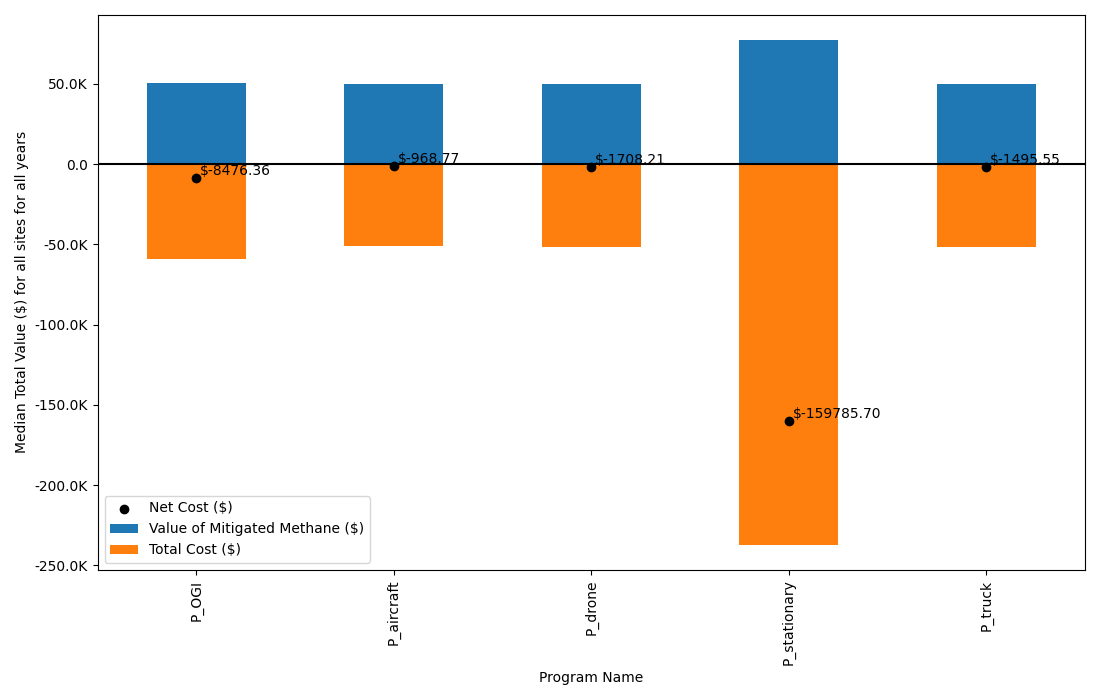 Median Total Value ($) for all sites for all years
50.0K
0.0
-50.0K
-100.0K
-150.0K
-200.0K
-250.0K
$-8476.36
$-968.77
$-1708.21
$-159785.70
$-1495.55
Net Cost ($)
Value of Mitigated Methane ($)
Total Cost ($)
P_OGI
P_aircraft
P_drone
P_stationary
P_truck
Program Name